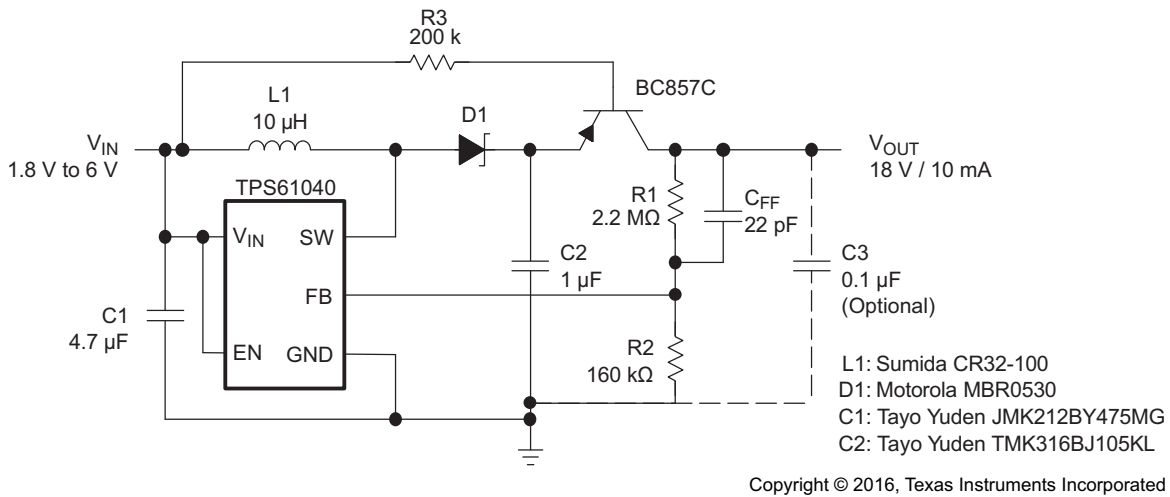 R3
200 k
BC857C
L1
10 µH
D1
VIN
1.8 V to 6 V
VOUT
18 V / 10 mA
TPS61040
VIN
SW
FB
EN
GND
C1
4.7 µF
C2
1 µF
R1
2.2 MΩ
CFF
22 pF
C3
0.1 µF
(Optional)
R2
160 kΩ
L1: Sumida CR32-100
D1: Motorola MBR0530
C1: Tayo Yuden JMK212BY475MG
C2: Tayo Yuden TMK316BJ105KL
Copyright © 2016, Texas Instruments Incorporated